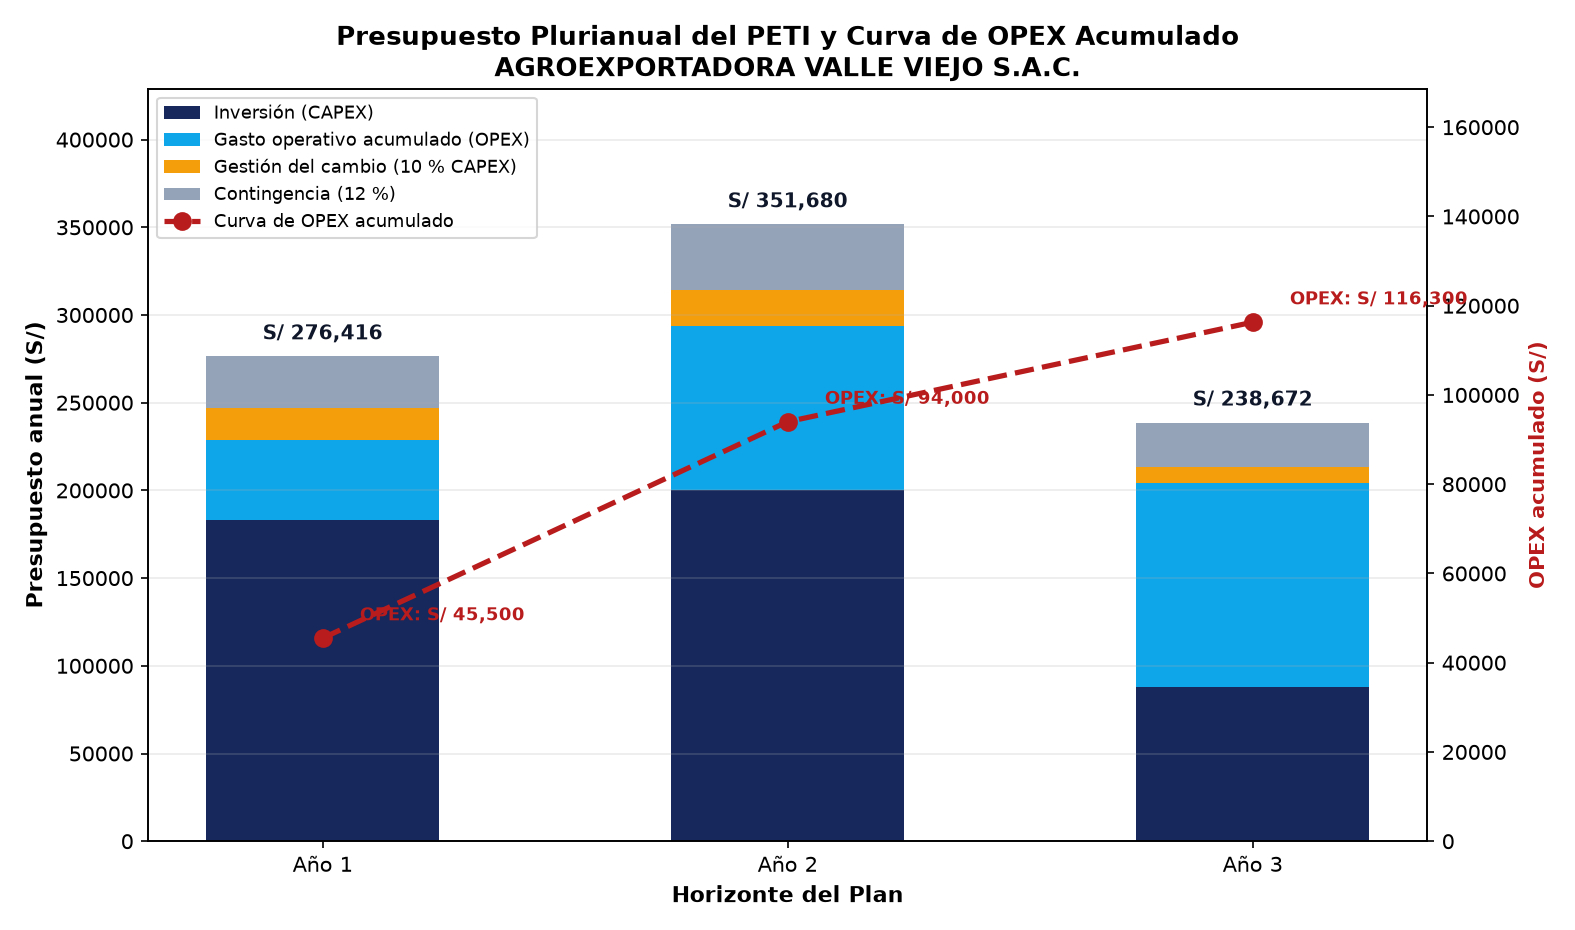 Presupuesto Plurianual del PETI y Curva de OPEX Acumulado
AGROEXPORTADORA VALLE VIEJO S.A.C.
Inversión (CAPEX)
Gasto operativo acumulado (OPEX)
Gestión del cambio (10 % CAPEX)
Contingencia (12 %)
Curva de OPEX acumulado
Presupuesto anual (S/)
400000
350000
300000
250000
200000
150000
100000
50000
0
S/ 276,416
S/ 351,680
S/ 238,672
OPEX: S/ 45,500
OPEX: S/ 94,000
OPEX: S/ 116,300
160000
140000
120000
100000
80000
60000
40000
20000
0
OPEX acumulado (S/)
Año 1
Año 2
Año 3
Horizonte del Plan